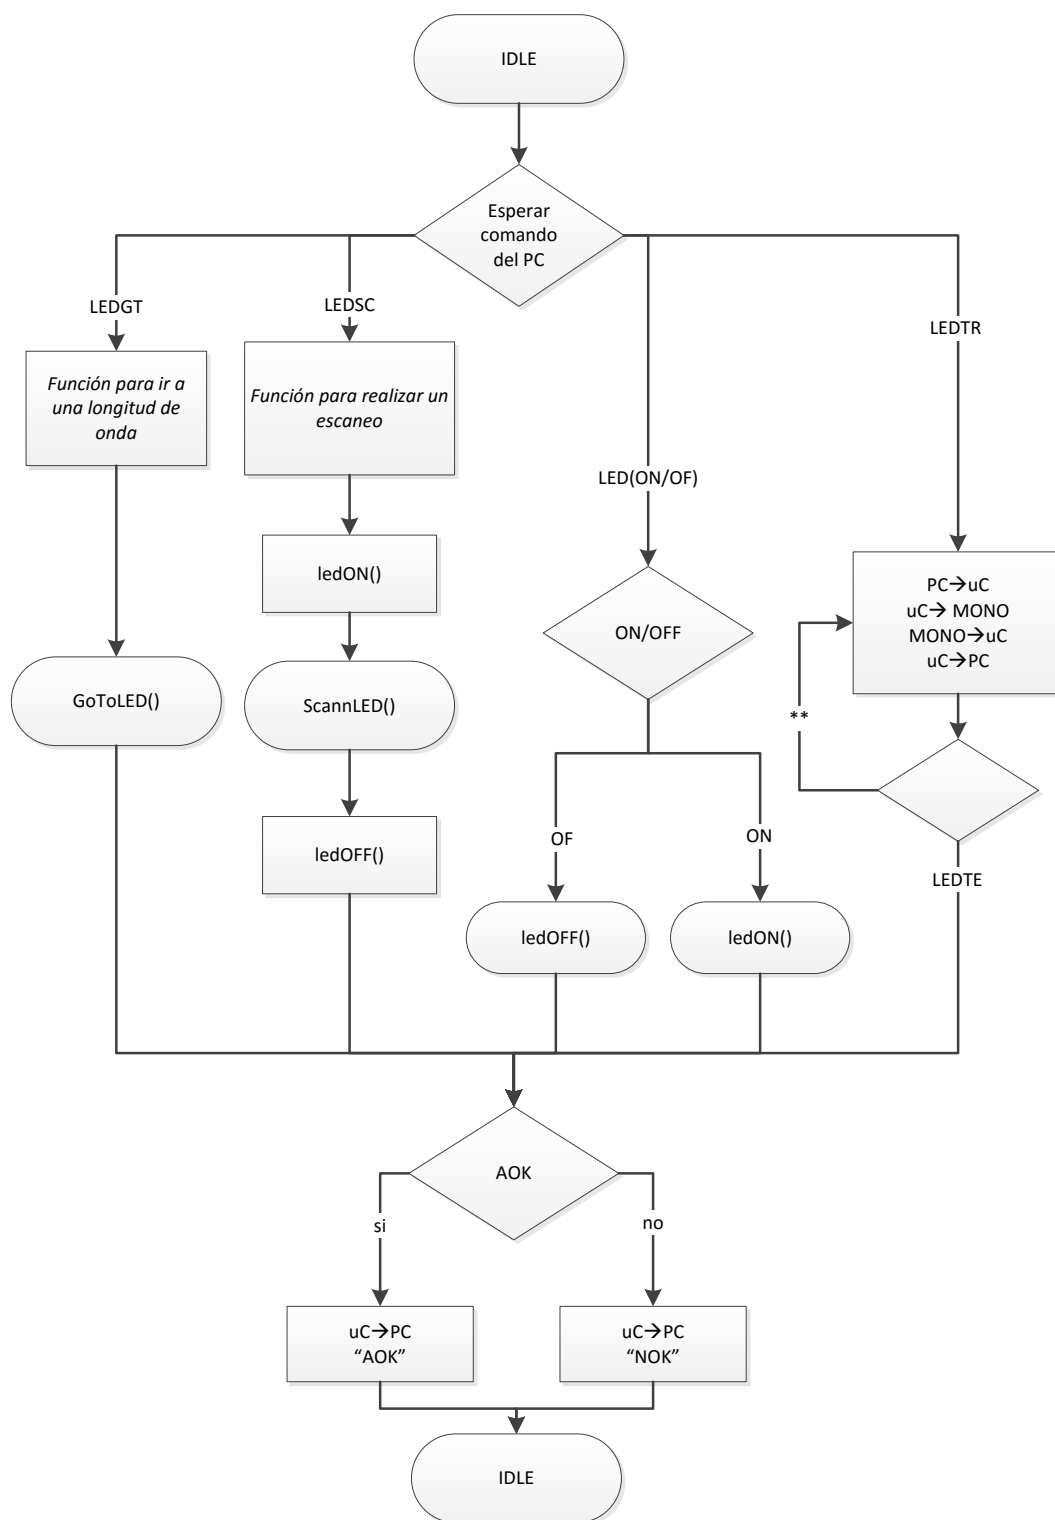 IDLE
Esperar
comando
del PC
LEDGT
LEDSC
LED(ON/OF)
LEDTR
Función para ir a
una longitud de
onda
Función para realizar un
escaneo
ledON()
ScannLED()
ledOFF()
GoToLED()
ON/OFF
OF
ON
ledOFF()
ledON()
PC→uC
uC→ MONO
MONO→uC
uC→PC
**
LEDTE
AOK
si
no
uC→PC
“AOK”
uC→PC
“NOK”
IDLE